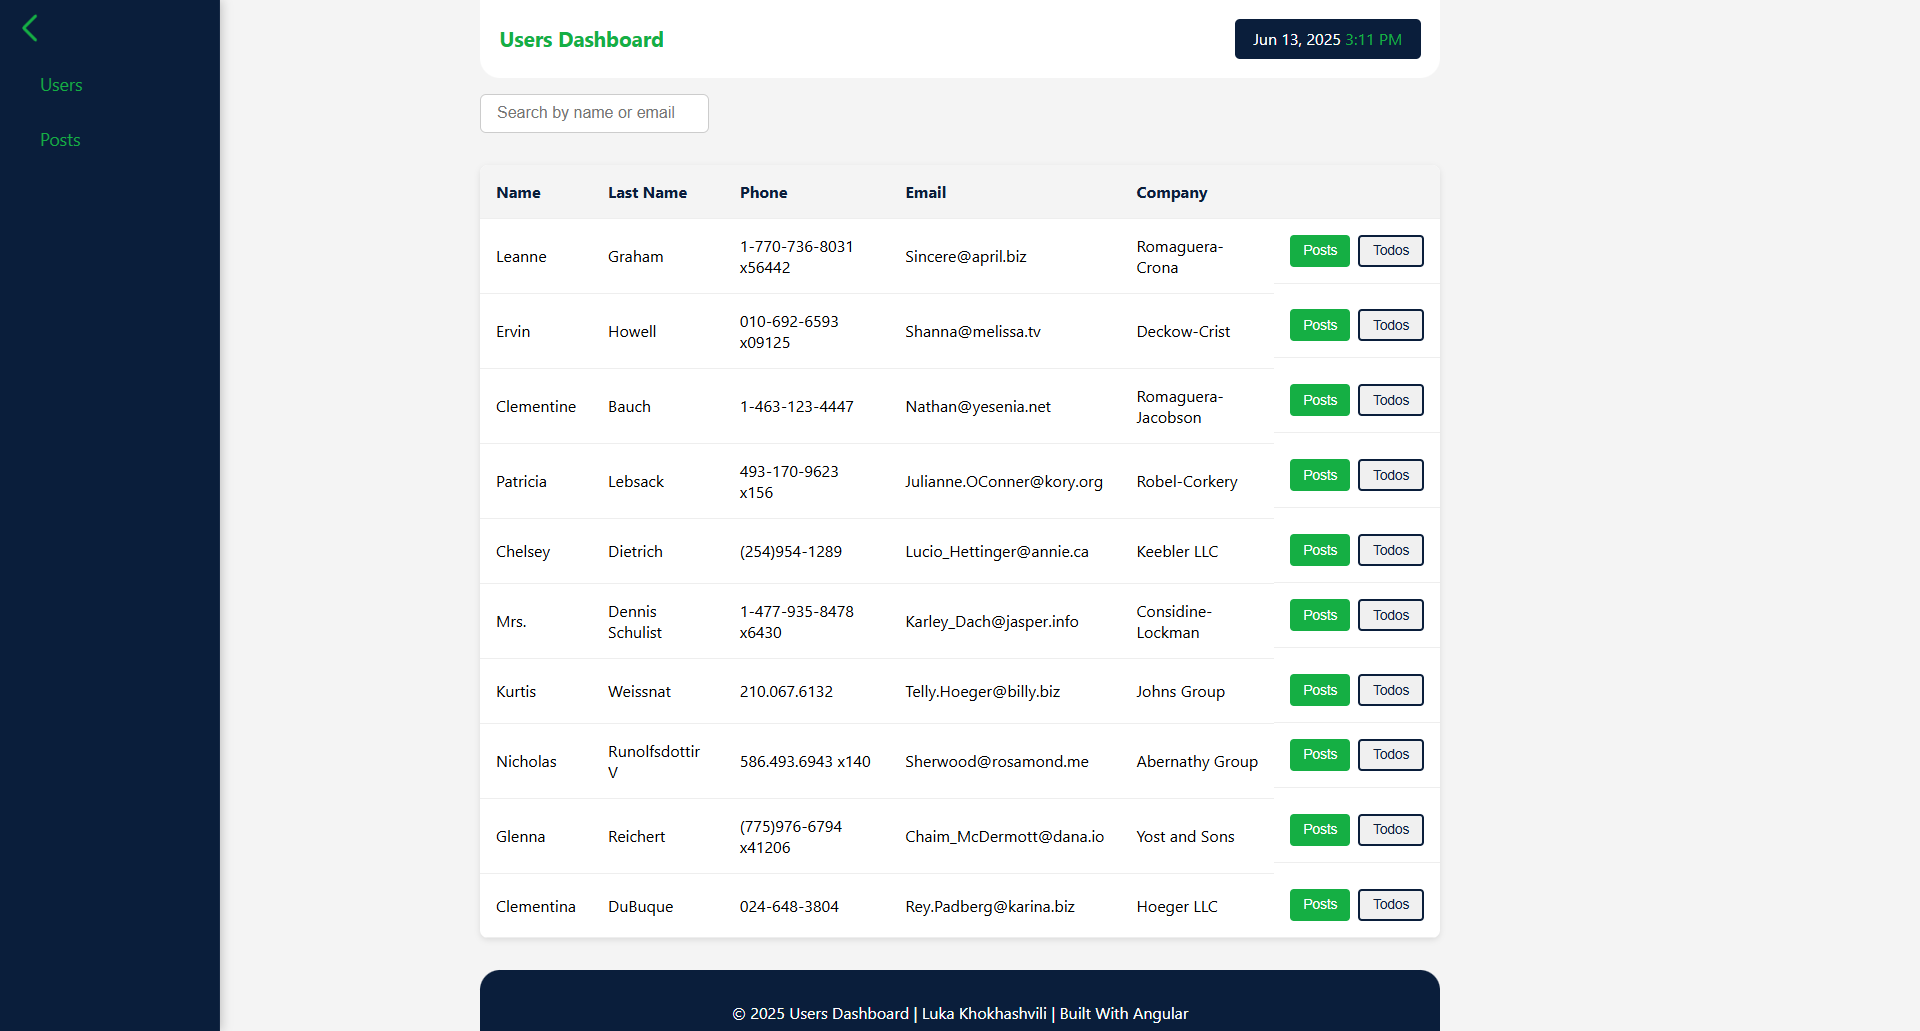 Users
Posts
Users Dashboard
Jun 13, 2025 3:11 PM
Search by name or email
Name Last Name Phone Email Company
Leanne Graham 1-770-736-8031 x56442 Sincere@april.biz Romaguera-Crona Posts Todos
Ervin Howell 010-692-6593 x09125 Shanna@melissa.tv Deckow-Crist Posts Todos
Clementine Bauch 1-463-123-4447 Nathan@yesenia.net Romaguera-Jacobson Posts Todos
Patricia Lebsack 493-170-9623 x156 Julianne.OConner@kory.org Robel-Corkery Posts Todos
Chelsey Dietrich (254)954-1289 Lucio_Hettinger@annie.ca Keebler LLC Posts Todos
Mrs. Dennis Schulist 1-477-935-8478 x6430 Karley_Dach@jasper.info Considine-Lockman Posts Todos
Kurtis Weissnat 210.067.6132 Telly.Hoeger@billy.biz Johns Group Posts Todos
Nicholas Runolfsdottir V 586.493.6943 x140 Sherwood@rosamond.me Abernathy Group Posts Todos
Glenna Reichert (775)976-6794 x41206 Chaim_McDermott@dana.io Yost and Sons Posts Todos
Clementina DuBuque 024-648-3804 Rey.Padberg@karina.biz Hoeger LLC Posts Todos
© 2025 Users Dashboard | Luka Khokhashvili | Built With Angular